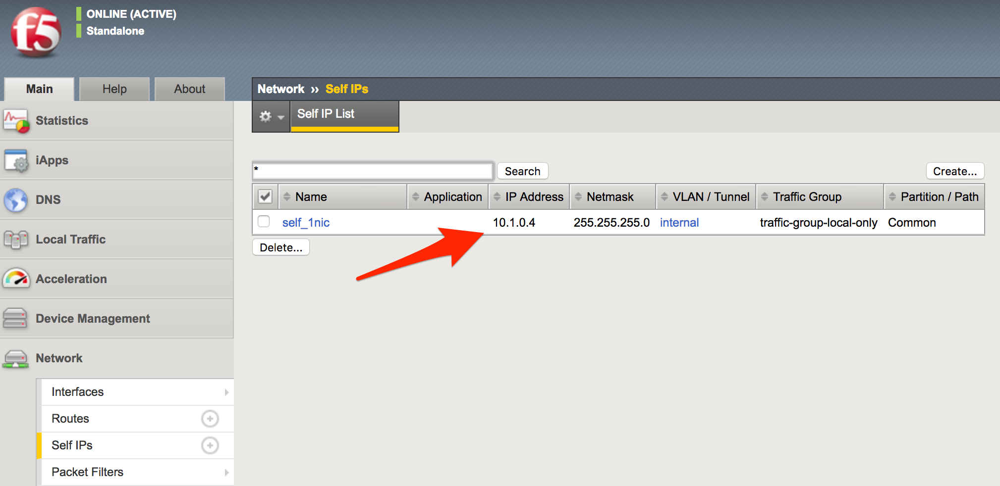 f5
ONLINE (ACTIVE)
Standalone
Main Help About
Network ›› Self IPs
Self IP List
Statistics
iApps
DNS
Local Traffic
Acceleration
Device Management
Network
Interfaces
Routes
Self IPs
Packet Filters
* Search Create...
Name Application IP Address Netmask VLAN / Tunnel Traffic Group Partition / Path
self_1nic 10.1.0.4 255.255.255.0 internal traffic-group-local-only Common
Delete...